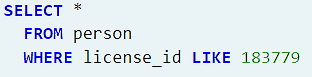 SELECT *
FROM person
WHERE license_id LIKE 183779